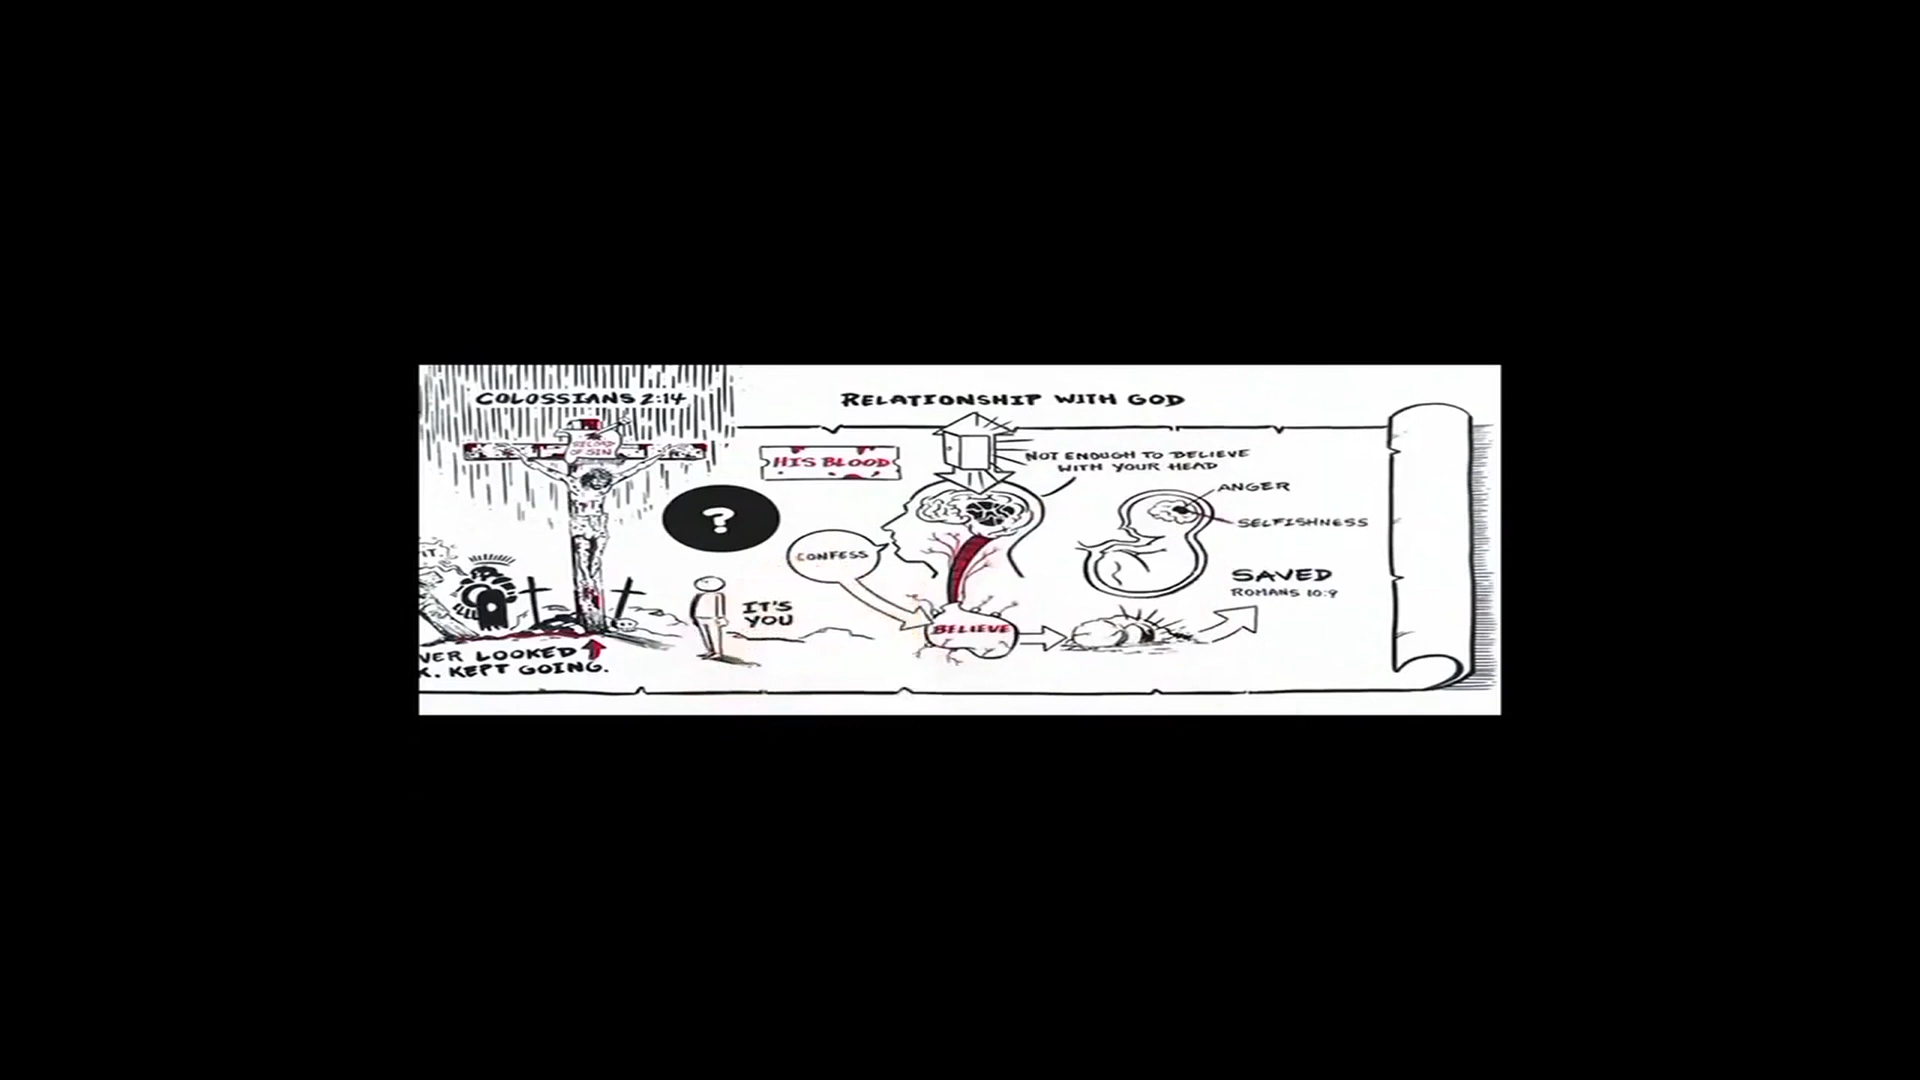 COLOSSIANS 2:14
RECORD
OF SIN
LOOKED
KEPT GOING.
?
IT'S
YOU
RELATIONSHIP WITH GOD
HIS BLOOD
NOT ENOUGH TO BELIEVE
WITH YOUR HEAD
CONFESS
BELIEVE
ANGER
SELFISHNESS
SAVED
ROMANS 10:9